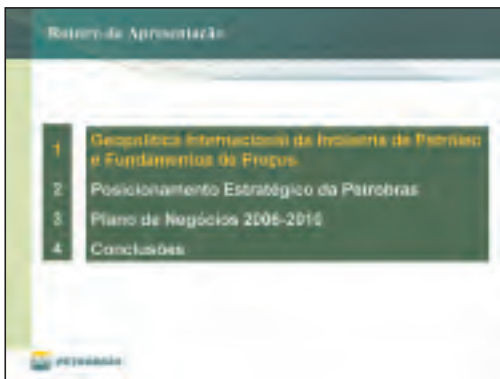 Roteiro da Apresentação
1 Geopolítica Internacional da Indústria de Petróleo
e Fundamentos de Preços
2 Posicionamento Estratégico da Petrobras
3 Plano de Negócios 2006-2010
4 Conclusões
PETROBRAS